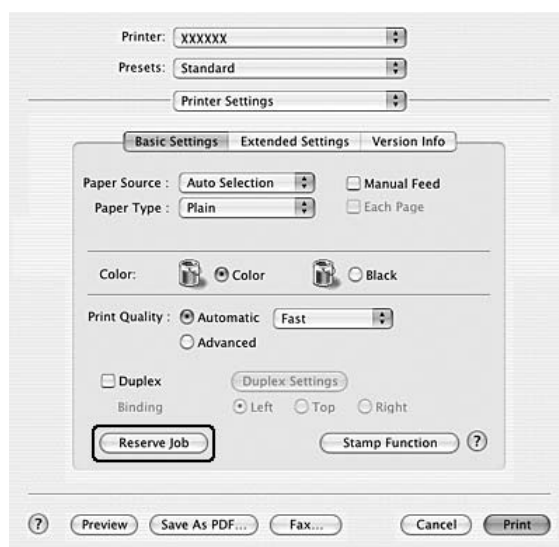 Printer: XXXXXX
Presets: Standard
Printer Settings
Basic Settings Extended Settings Version Info
Paper Source : Auto Selection Manual Feed
Paper Type : Plain Each Page
Color: Color Black
Print Quality : Automatic Fast
Advanced
Duplex Duplex Settings
Binding Left Top Right
Reserve Job Stamp Function ?
? Preview Save As PDF... Fax... Cancel Print